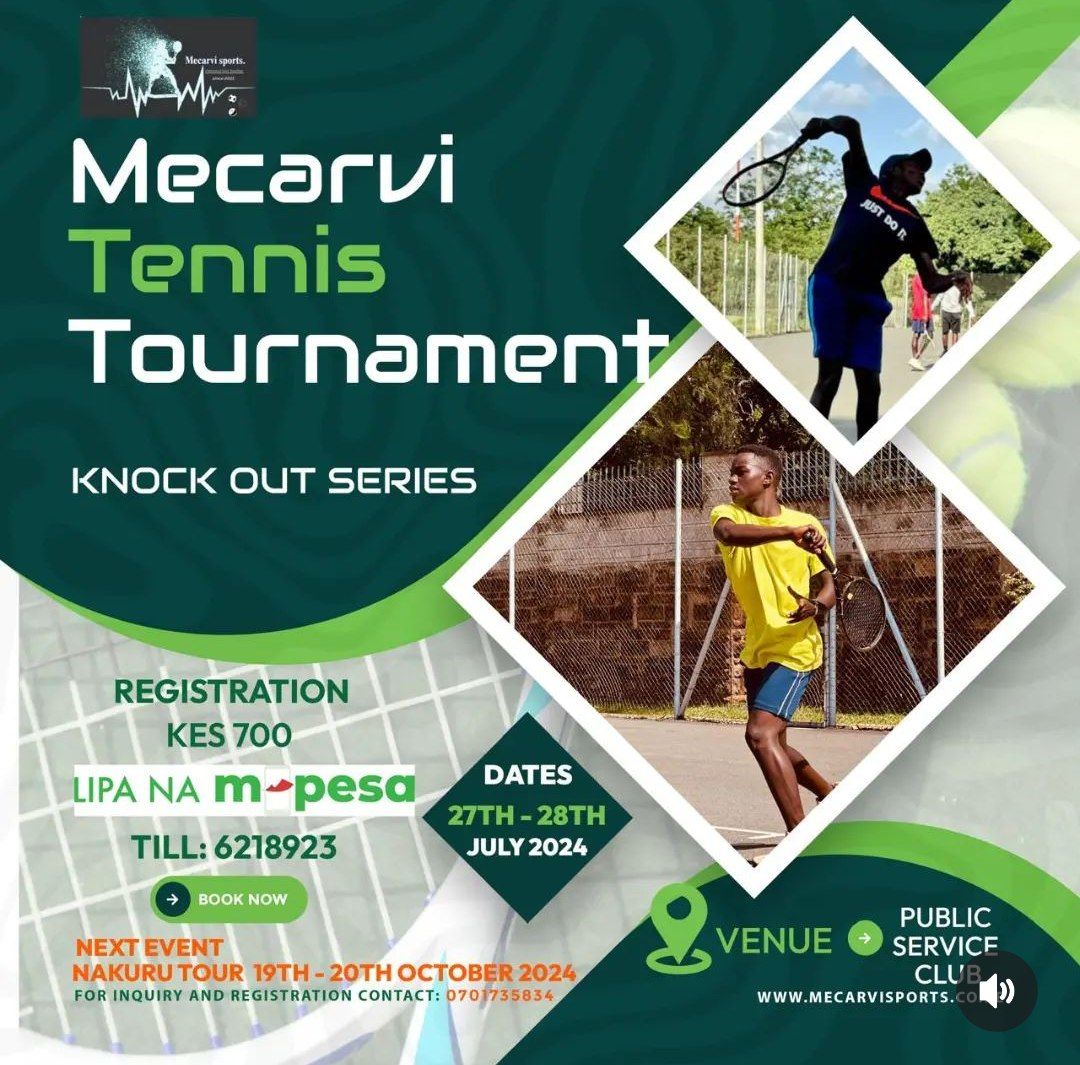 Mecarvi sports.
Mecarvi
Tennis
Tournament
KNOCK OUT SERIES
JUST DO IT
REGISTRATION
KES 700
LIPA NA m-pesa
TILL: 6218923
BOOK NOW
DATES
27TH - 28TH
JULY 2024
VENUE
PUBLIC
SERVICE
CLUB
NEXT EVENT
NAKURU TOUR 19TH - 20TH OCTOBER 2024
FOR INQUIRY AND REGISTRATION CONTACT: 0701735834
WWW.MECARVISPORTS.CO